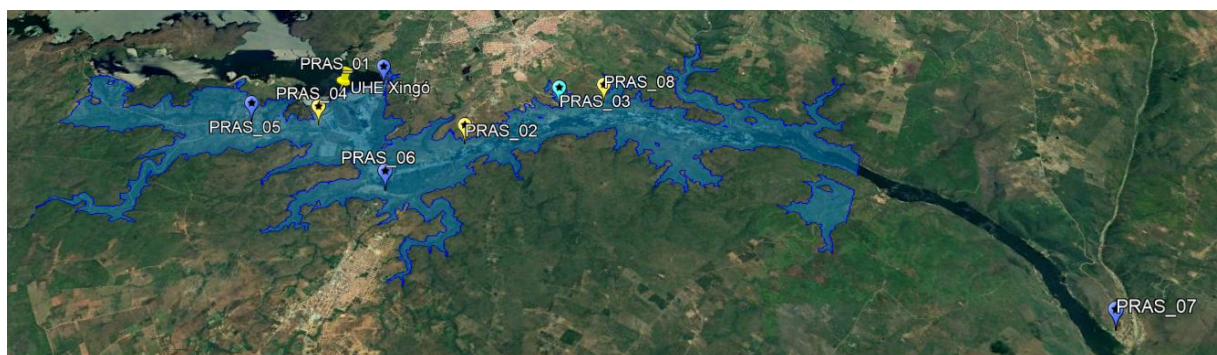 PRAS_01
UHE Xingó
PRAS_08
PRAS_03
PRAS_04
PRAS_05
PRAS_02
PRAS_06
PRAS_07